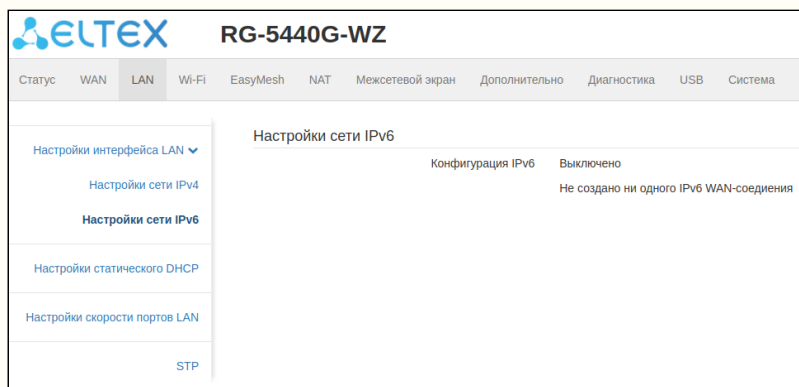 ELTEX RG-5440G-WZ
Статус WAN LAN Wi-Fi EasyMesh NAT Межсетевой экран Дополнительно Диагностика USB Система
Настройки интерфейса LAN
Настройки сети IPv4
Настройки сети IPv6
Настройки статического DHCP
Настройки скорости портов LAN
STP
Настройки сети IPv6
Конфигурация IPv6 Выключено
Не создано ни одного IPv6 WAN-соедиения